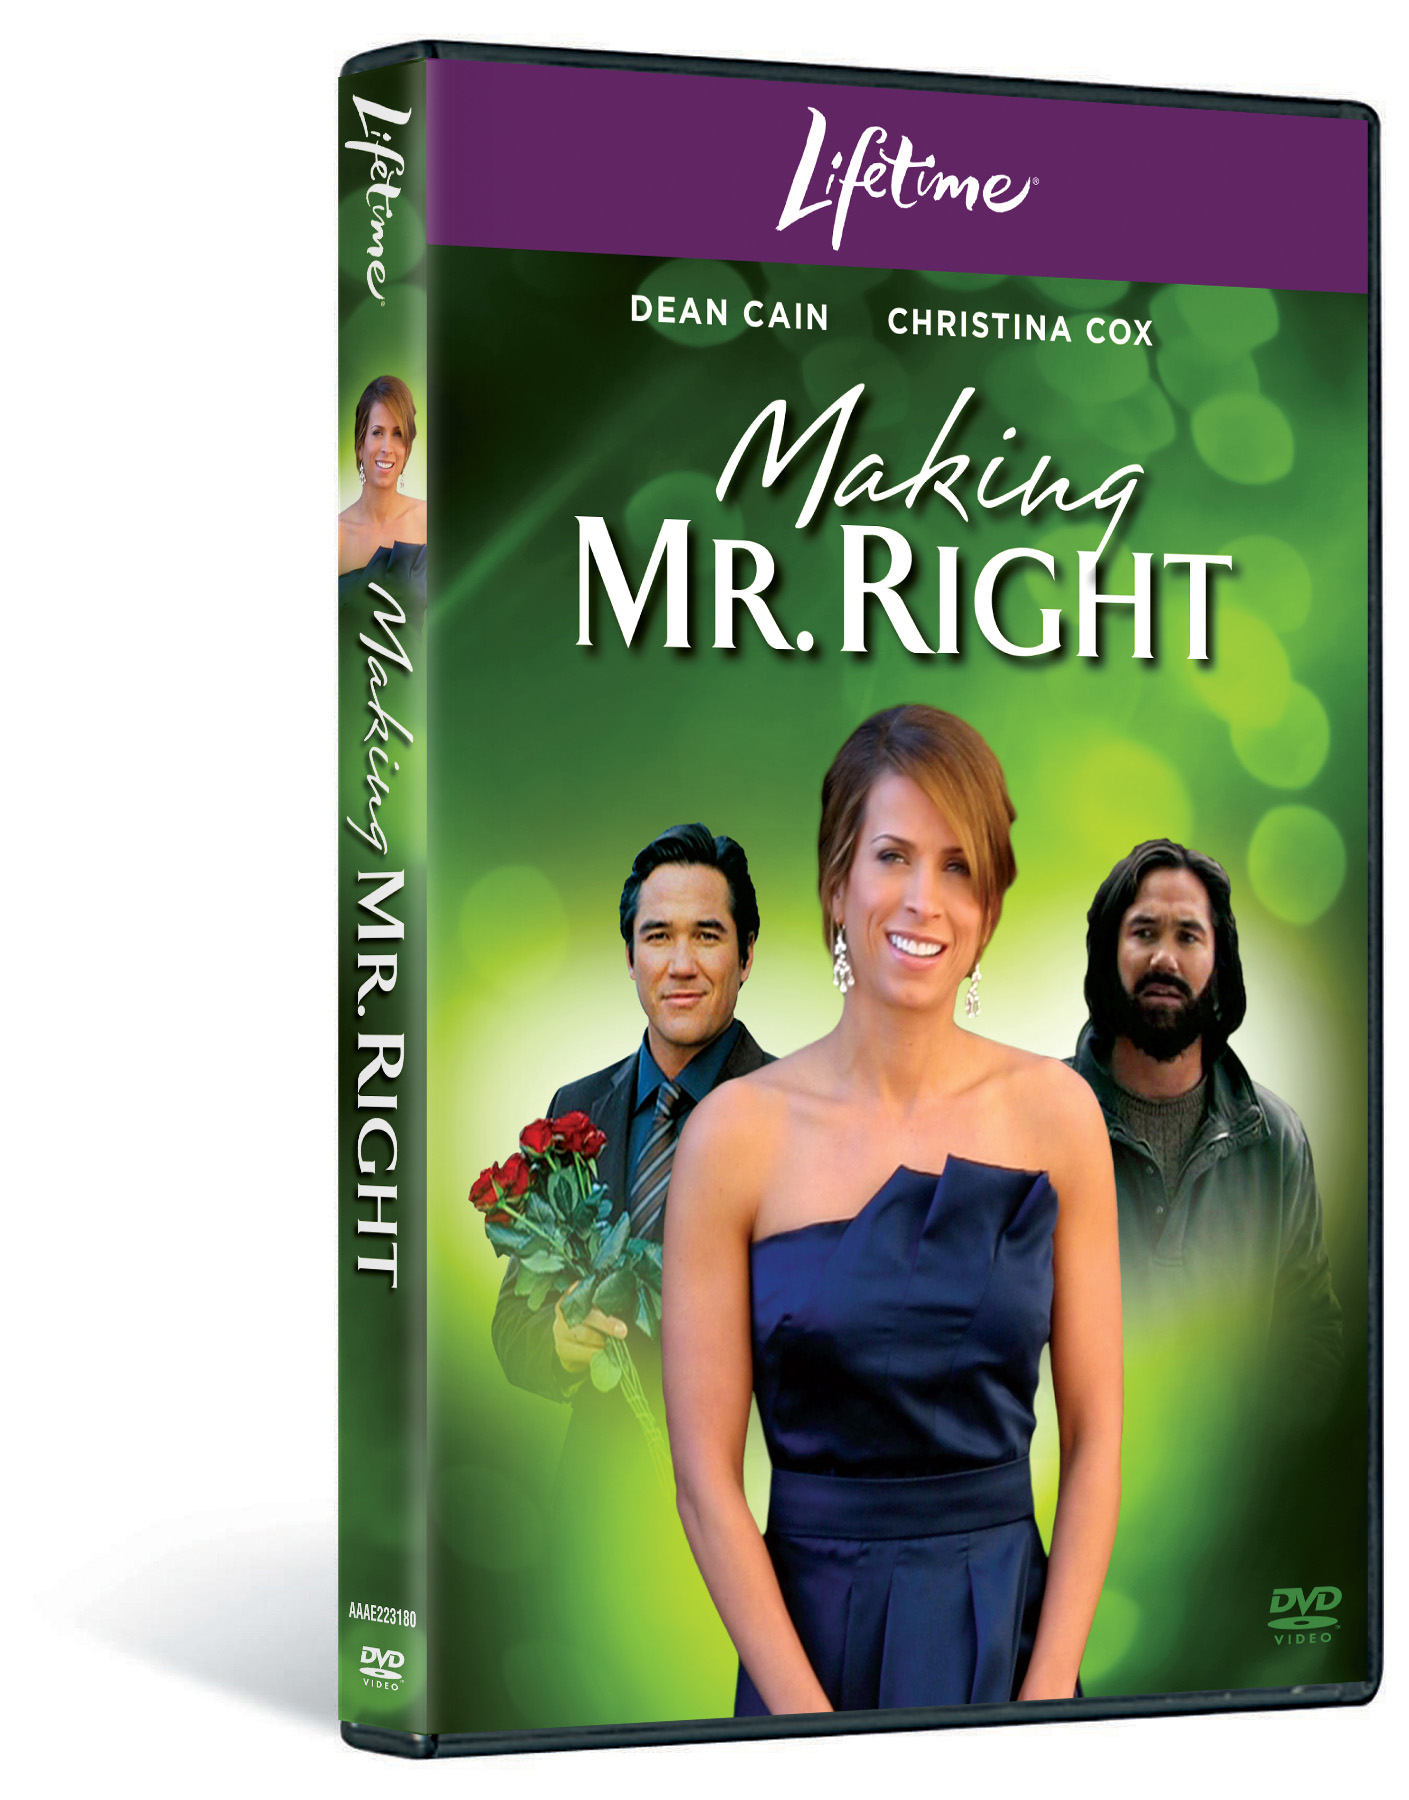 Lifetime®
DEAN CAIN CHRISTINA COX
Making
MR. RIGHT
DVD
VIDEO
Lifetime®
Making MR. RIGHT
AAAE223180
DVD
VIDEO